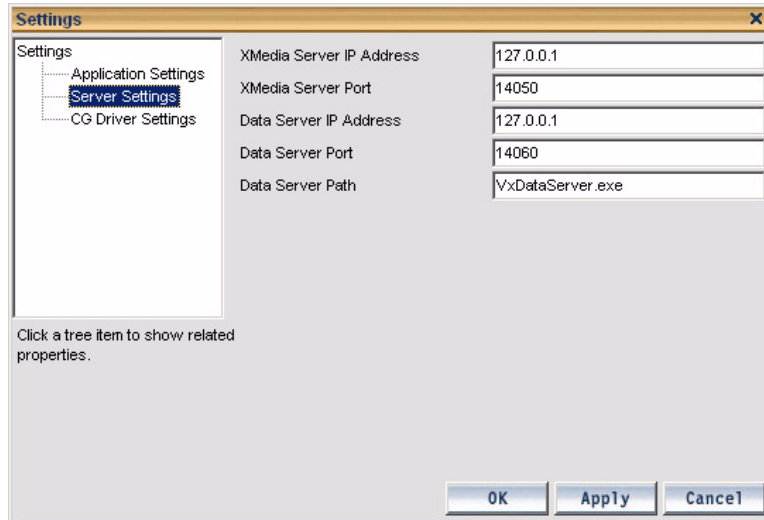 Settings
Settings
Application Settings
Server Settings
CG Driver Settings
Click a tree item to show related
properties.
XMedia Server IP Address
127.0.0.1
XMedia Server Port
14050
Data Server IP Address
127.0.0.1
Data Server Port
14060
Data Server Path
VxDataServer.exe
OK
Apply
Cancel